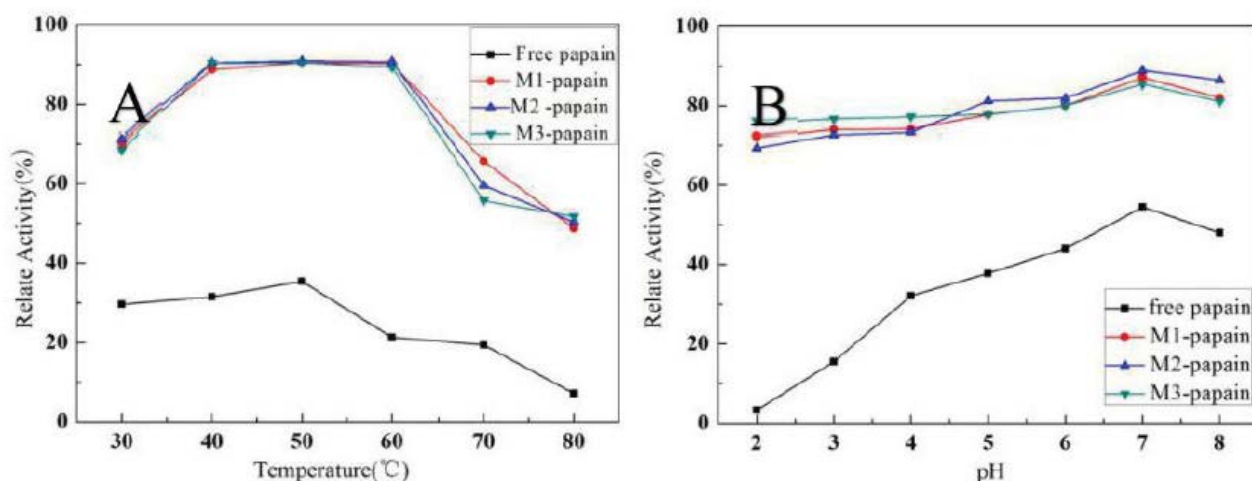 A
Relate Activity(%)
100
80
60
40
20
0
30 40 50 60 70 80
Temperature(℃)
Free papain
M1-papain
M2 -papain
M3-papain
B
Relate Activity(%)
100
80
60
40
20
0
2 3 4 5 6 7 8
pH
free papain
M1-papain
M2-papain
M3-papain